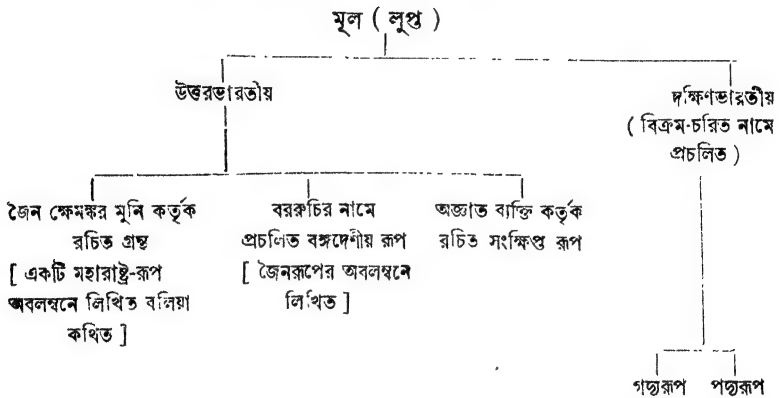 মূল ( লুপ্ত )
উত্তরভারতীয়
দক্ষিণভারতীয়
( বিক্রম-চরিত নামে
প্রচলিত )
জৈন ক্ষেমঙ্কর মুনি কর্তৃক
রচিত গ্রন্থ
[ একটি মহারাষ্ট্র-রূপ
অবলম্বনে লিখিত বলিয়া
কথিত ]
বররুচির নামে
প্রচলিত বঙ্গদেশীয় রূপ
[ জৈনরূপের অবলম্বনে
লিখিত ]
অজ্ঞাত ব্যক্তি কর্তৃক
রচিত সংক্ষিপ্ত রূপ
গদ্যরূপ পদ্যরূপ